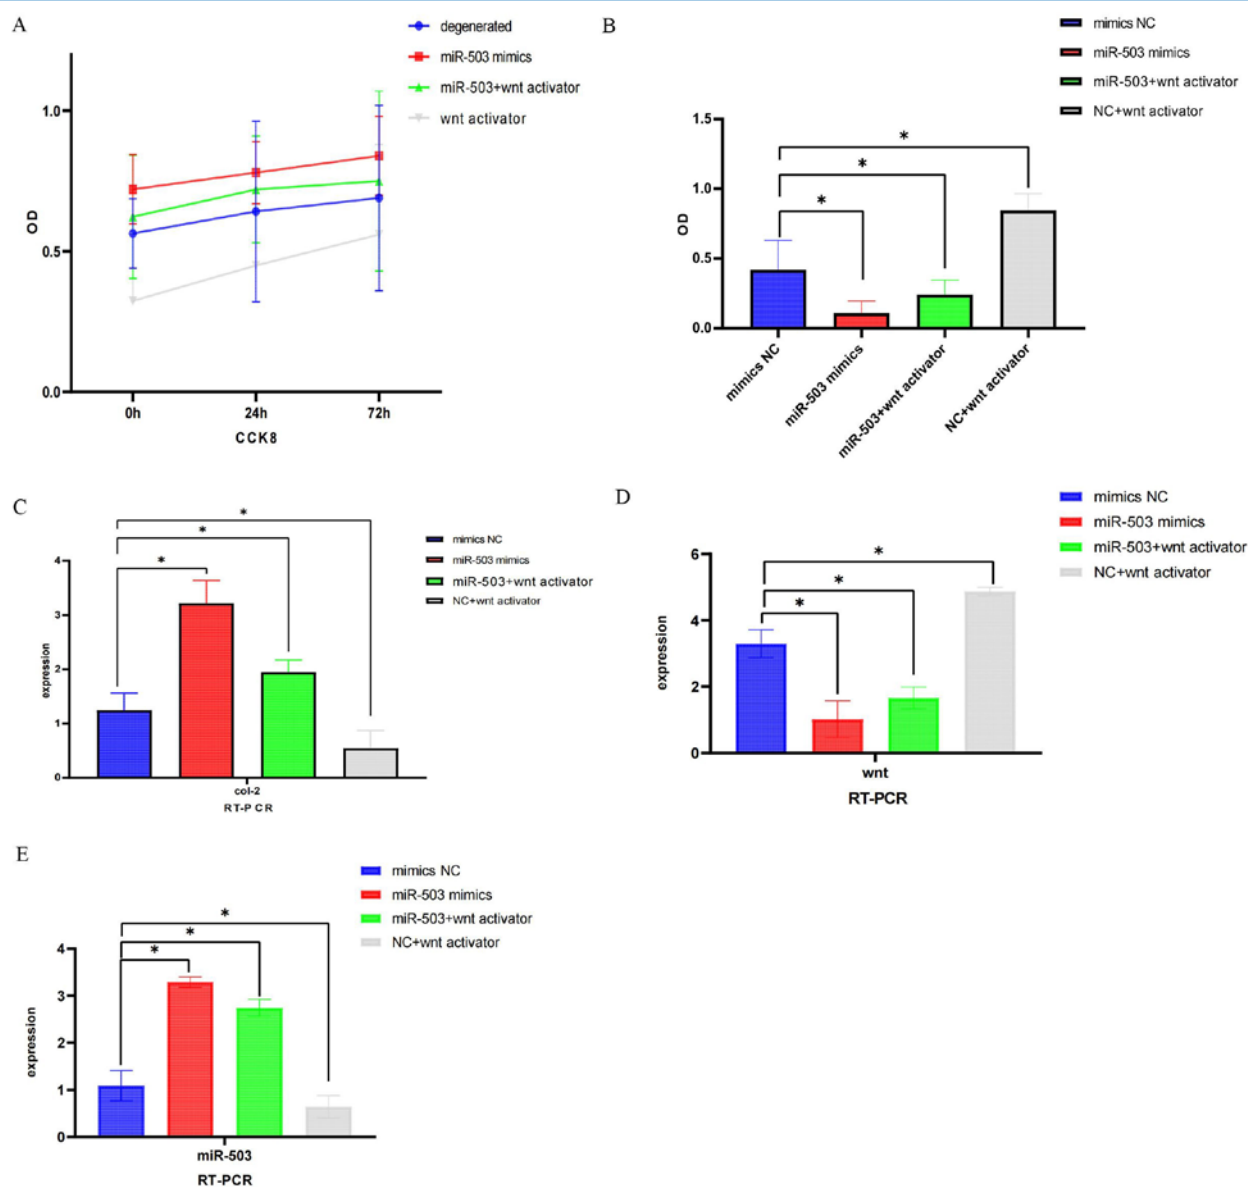 A
degenerated
miR-503 mimics
miR-503+wnt activator
wnt activator
1.0
0.5
0.0
OD
0h
24h
72h
CCK8
B
mimics NC
miR-503 mimics
miR-503+wnt activator
NC+wnt activator
1.5
1.0
0.5
0.0
OD
*
*
*
mimics NC
miR-503 mimics
miR-503+wnt activator
NC+wnt activator
C
mimics NC
miR-503 mimics
miR-503+wnt activator
NC+wnt activator
*
*
*
4
3
2
1
0
expression
col-2
RT-P CR
D
mimics NC
miR-503 mimics
miR-503+wnt activator
NC+wnt activator
*
*
*
6
4
2
0
expression
wnt
RT-PCR
E
mimics NC
miR-503 mimics
miR-503+wnt activator
NC+wnt activator
*
*
*
4
3
2
1
0
expression
miR-503
RT-PCR